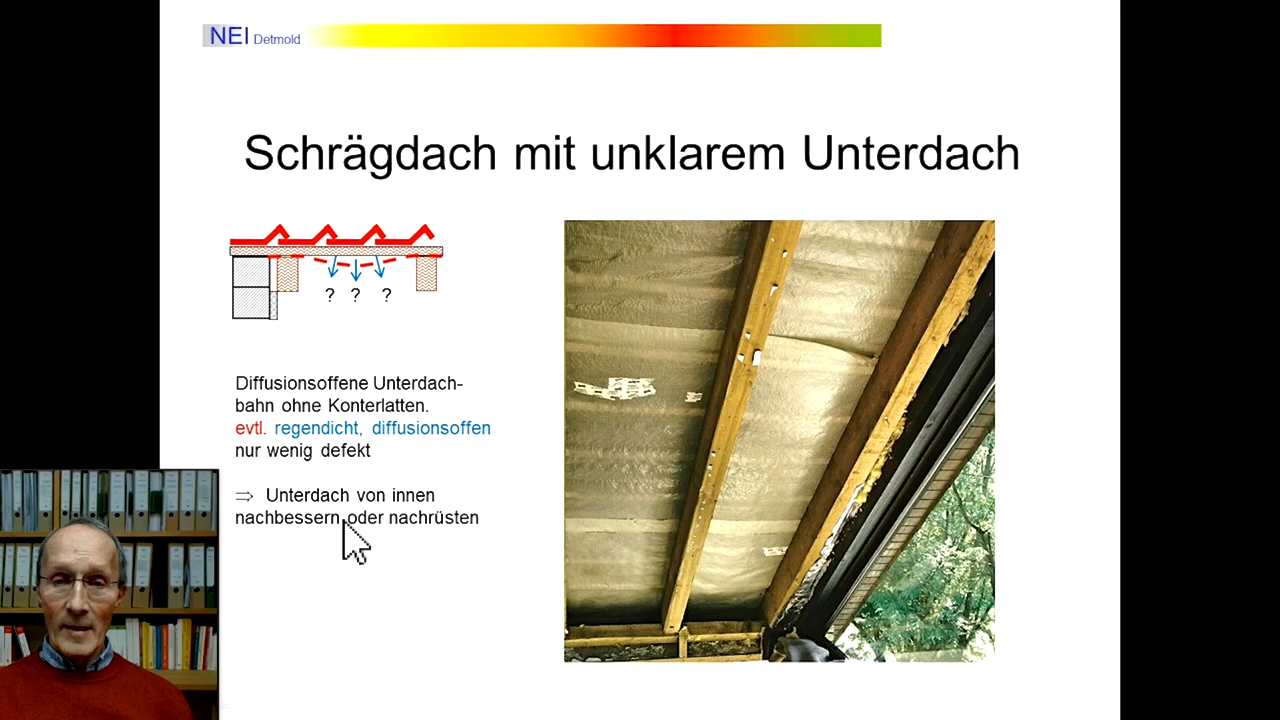 NEI Detmold
Schrägdach mit unklarem Unterdach
? ? ?
Diffusionsoffene Unterdach-
bahn ohne Konterlatten.
evtl. regendicht, diffusionsoffen
nur wenig defekt
⇒ Unterdach von innen
nachbessern oder nachrüsten